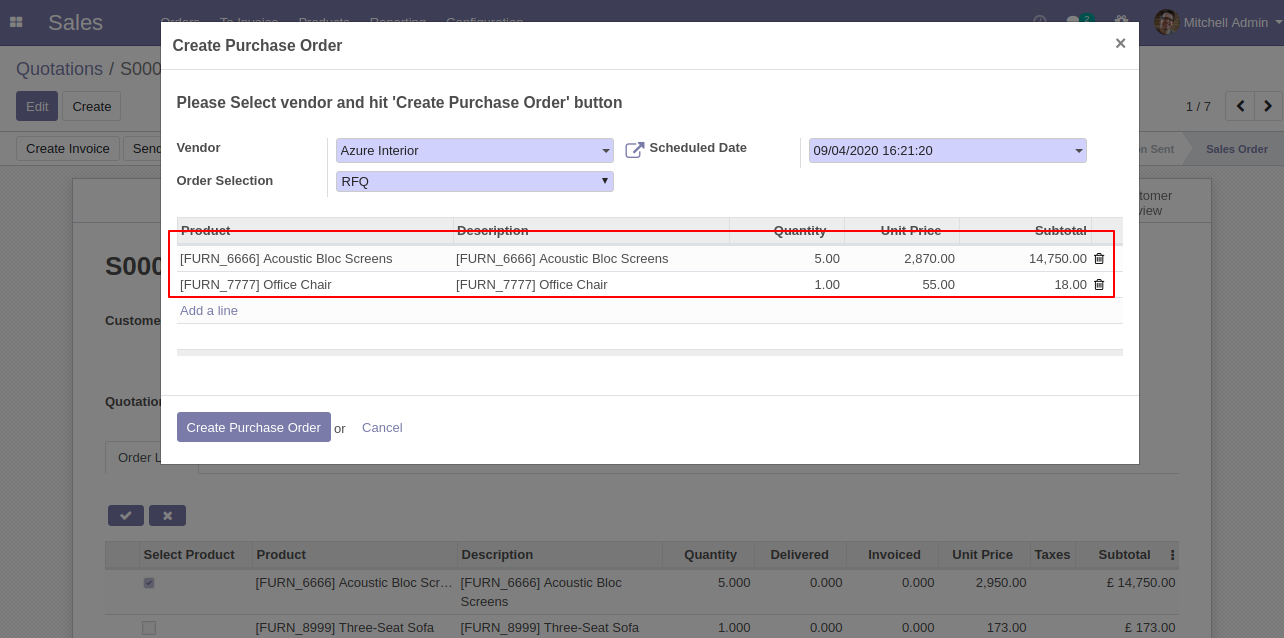 Sales Orders To Invoice Products Reporting Configuration 2 Mitchell Admin
Create Purchase Order ×
Quotations / S000
Please Select vendor and hit 'Create Purchase Order' button
Edit Create 1 / 7
Vendor Azure Interior Scheduled Date 09/04/2020 16:21:20
Create Invoice Send on Sent Sales Order
Order Selection RFQ
tomer
view
Product Description Quantity Unit Price Subtotal
[FURN_6666] Acoustic Bloc Screens [FURN_6666] Acoustic Bloc Screens 5.00 2,870.00 14,750.00
S000
[FURN_7777] Office Chair [FURN_7777] Office Chair 1.00 55.00 18.00
Add a line
Custome
Quotation
Create Purchase Order or Cancel
Order L
Select Product Product Description Quantity Delivered Invoiced Unit Price Taxes Subtotal
[FURN_6666] Acoustic Bloc Scr… [FURN_6666] Acoustic Bloc 5.000 0.000 0.000 2,950.00 £ 14,750.00
Screens
[FURN_8999] Three-Seat Sofa [FURN_8999] Three-Seat Sofa 1.000 0.000 0.000 173.00 £ 173.00